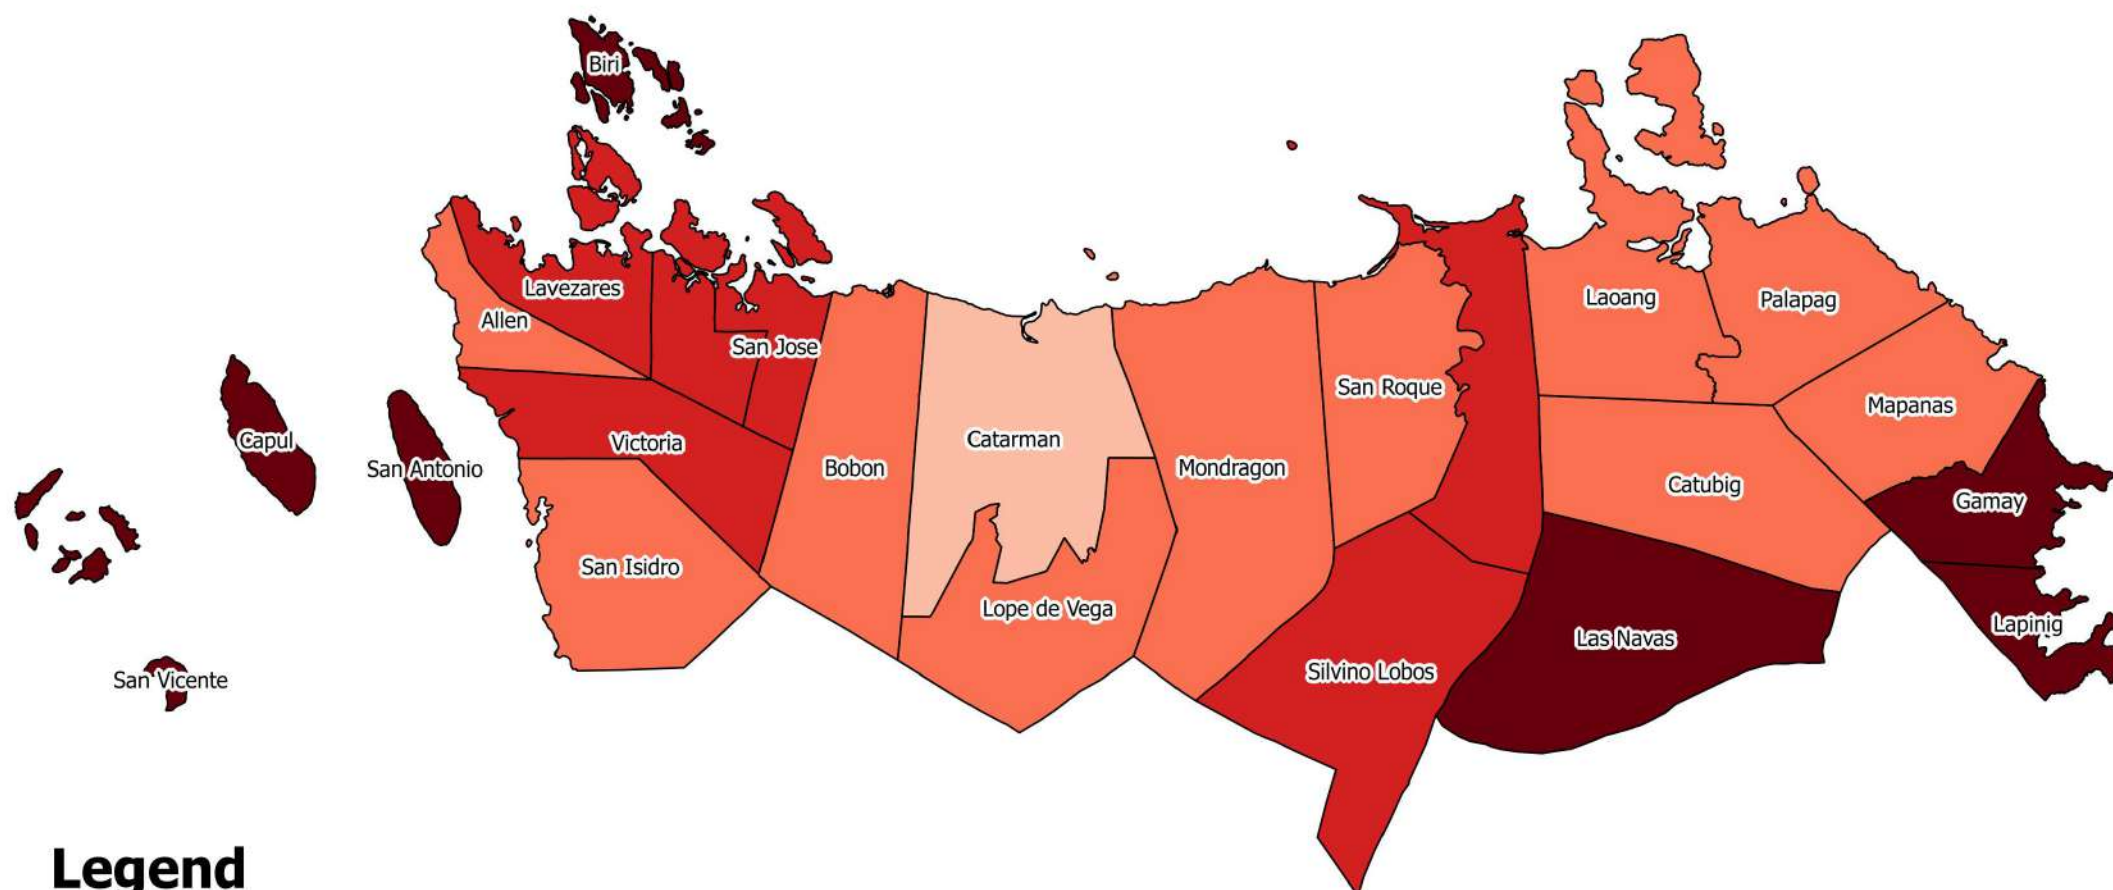 Biri
Lavezares
Laoang
Palapag
Allen
San Jose
San Roque
Mapanas
Capul
Victoria
Catarman
San Antonio
Bobon
Mondragon
Catubig
Gamay
San Isidro
Lope de Vega
Lapinig
Las Navas
Silvino Lobos
San Vicente
Legend